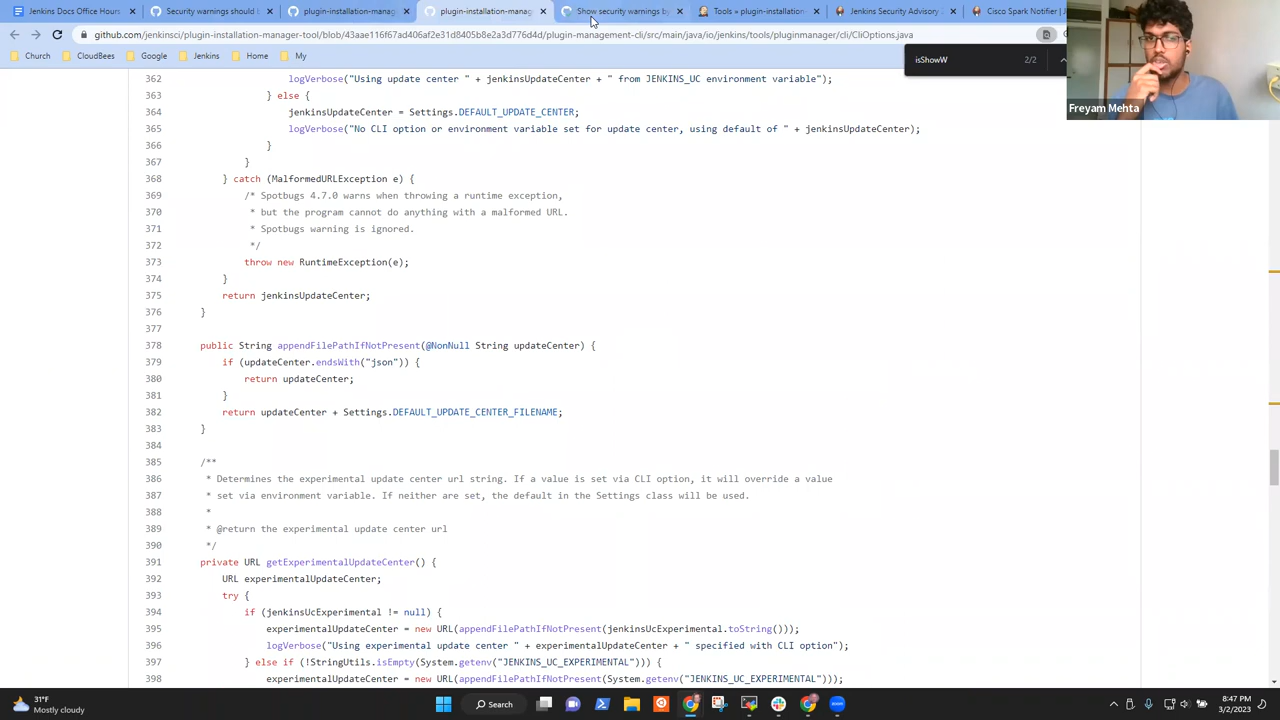 Jenkins Docs Office Hours
Security warnings should l
plugin-installation-manag
plugin-installation-manag
Show security warnings by
Tools » plugin-installation
Jenkins Security Advisory
Cisco Spark Notifier |
github.com/jenkinsci/plugin-installation-manager-tool/blob/
/plugin-management-cli/src/main/java/io/jenkins/tools/pluginmanager/cli/CliOptions.java
isShowW
2/2
Church
CloudBees
Google
Jenkins
Home
My
Freyam Mehta
362 logVerbose("Using update center " + jenkinsUpdateCenter + " from JENKINS_UC environment variable");
363 } else {
364 jenkinsUpdateCenter = Settings.DEFAULT_UPDATE_CENTER;
365 logVerbose("No CLI option or environment variable set for update center, using default of " + jenkinsUpdateCenter);
366 }
367 }
368 } catch (MalformedURLException e) {
369 /* Spotbugs 4.7.0 warns when throwing a runtime exception,
370 * but the program cannot do anything with a malformed URL.
371 * Spotbugs warning is ignored.
372 */
373 throw new RuntimeException(e);
374 }
375 return jenkinsUpdateCenter;
376 }
377
378 public String appendFilePathIfNotPresent(@NonNull String updateCenter) {
379 if (updateCenter.endsWith("json")) {
380 return updateCenter;
381 }
382 return updateCenter + Settings.DEFAULT_UPDATE_CENTER_FILENAME;
383 }
384
385 /**
386 * Determines the experimental update center url string. If a value is set via CLI option, it will override a value
387 * set via environment variable. If neither are set, the default in the Settings class will be used.
388 *
389 * @return the experimental update center url
390 */
391 private URL getExperimentalUpdateCenter() {
392 URL experimentalUpdateCenter;
393 try {
394 if (jenkinsUcExperimental != null) {
395 experimentalUpdateCenter = new URL(appendFilePathIfNotPresent(jenkinsUcExperimental.toString()));
396 logVerbose("Using experimental update center " + experimentalUpdateCenter + " specified with CLI option");
397 } else if (!StringUtils.isEmpty(System.getenv("JENKINS_UC_EXPERIMENTAL"))) {
398 experimentalUpdateCenter = new URL(appendFilePathIfNotPresent(System.getenv("JENKINS_UC_EXPERIMENTAL")));
31°F
Mostly cloudy
Search
8:47 PM
3/2/2023